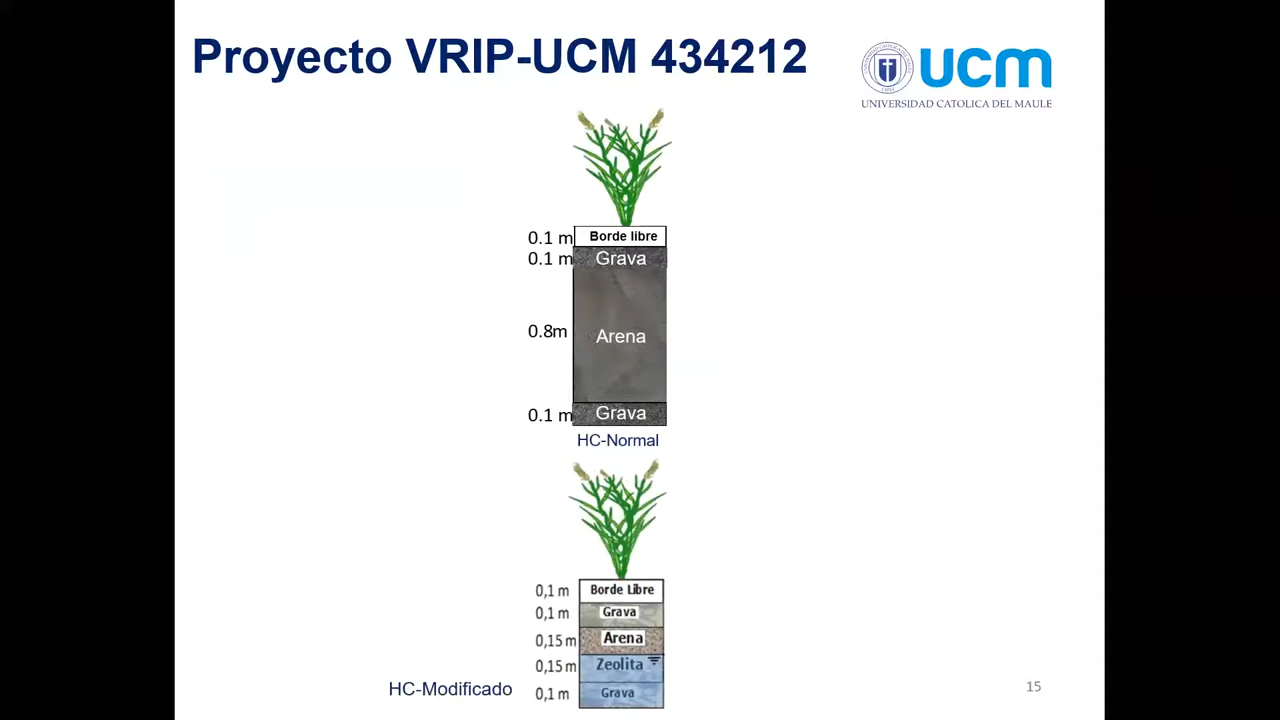 Proyecto VRIP-UCM 434212
ucm
UNIVERSIDAD CATOLICA DEL MAULE
0.1 m Borde libre
0.1 m Grava
0.8m Arena
0.1 m Grava
HC-Normal
0,1 m Borde Libre
0,1 m Grava
0,15 m Arena
0,15 m Zeolita
0,1 m Grava
HC-Modificado
15